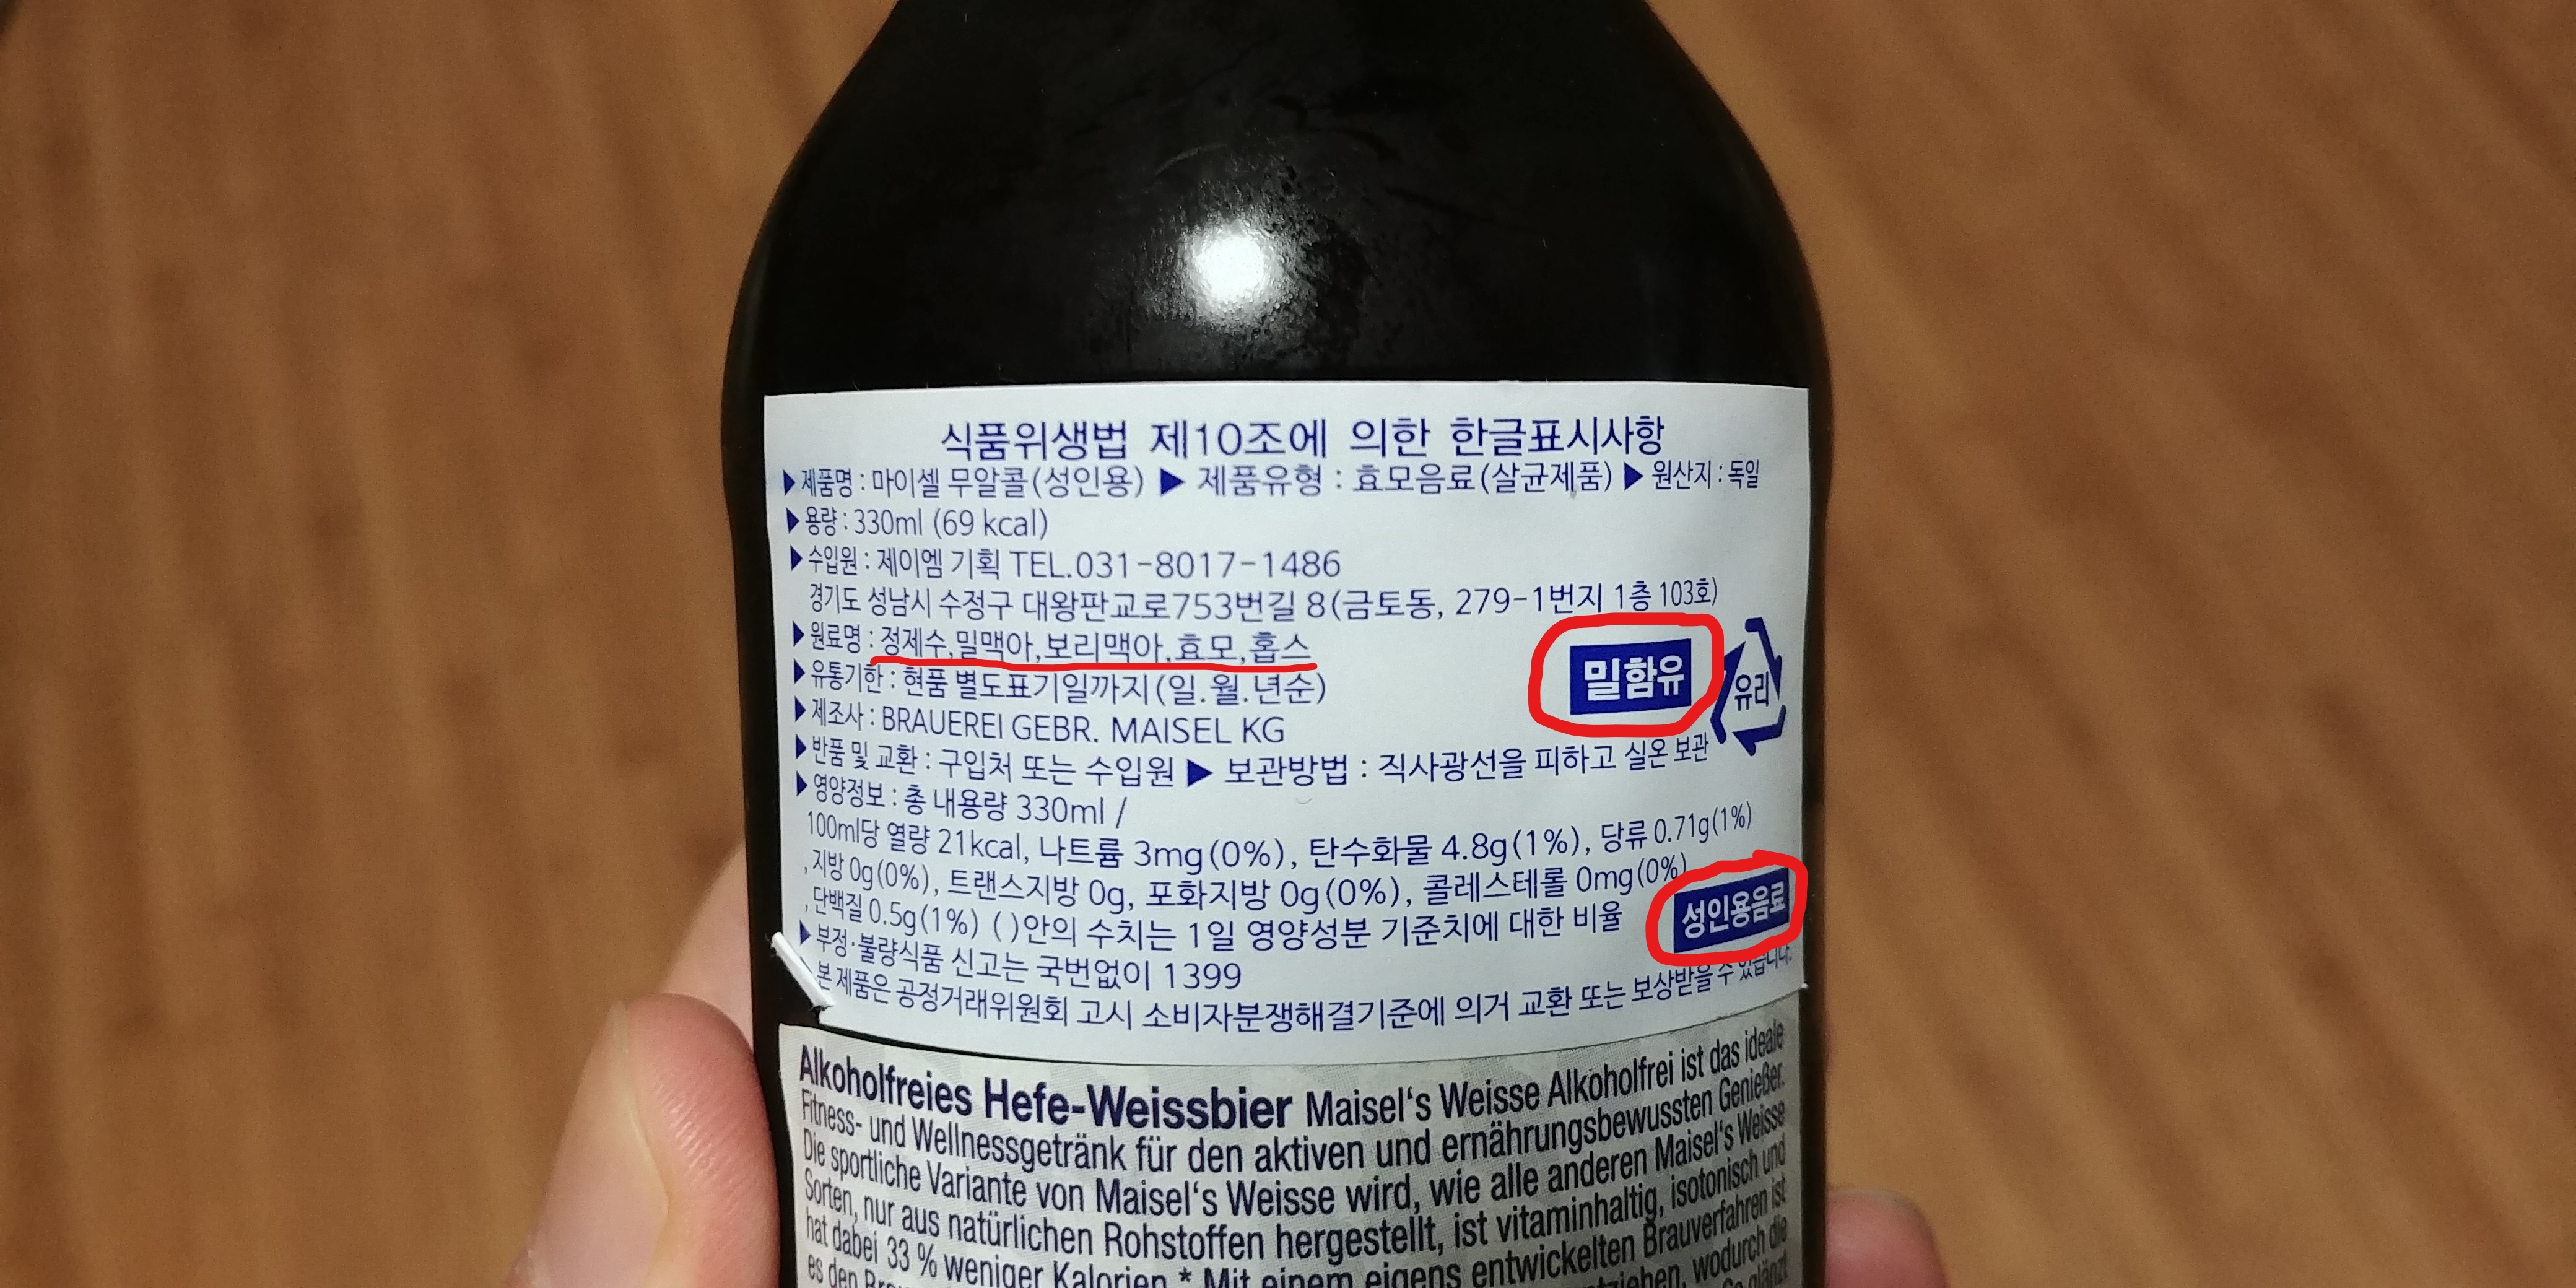 식품위생법 제10조에 의한 한글표시사항
▶제품명 : 마이셀 무알콜(성인용) ▶ 제품유형 : 효모음료(살균제품) ▶ 원산지 : 독일
▶용량 : 330ml (69 kcal)
▶수입원 : 제이엠 기획 TEL.031-8017-1486
경기도 성남시 수정구 대왕판교로753번길 8(금토동, 279-1번지 1층 103호)
▶원료명 : 정제수,밀맥아,보리맥아,효모,홉스
밀함유
유리
▶유통기한 : 현품 별도표기일까지(일.월.년순)
▶제조사 : BRAUEREI GEBR. MAISEL KG
▶반품 및 교환 : 구입처 또는 수입원 ▶ 보관방법 : 직사광선을 피하고 실온 보관
▶영양정보 : 총 내용량 330ml /
100ml당 열량 21kcal, 나트륨 3mg(0%), 탄수화물 4.8g(1%), 당류 0.71g(1%)
, 지방 0g(0%), 트랜스지방 0g, 포화지방 0g(0%), 콜레스테롤 0mg(0%)
, 단백질 0.5g(1%) ( )안의 수치는 1일 영양성분 기준치에 대한 비율
성인용음료
▶부정·불량식품 신고는 국번없이 1399
본 제품은 공정거래위원회 고시 소비자분쟁해결기준에 의거 교환 또는 보상받을 수 있습니다.
Alkoholfreies Hefe-Weissbier Maisel's Weisse Alkoholfrei ist das ideale
Fitness- und Wellnessgetränk für den aktiven und ernährungsbewussten Genießer.
Die sportliche Variante von Maisel's Weisse wird, wie alle anderen Maisel's Weisse
Sorten, nur aus natürlichen Rohstoffen hergestellt, ist vitaminhaltig, isotonisch und
hat dabei 33 % weniger Kalorien.* Mit einem eigens entwickelten Brauverfahren ist
es den wodurch die